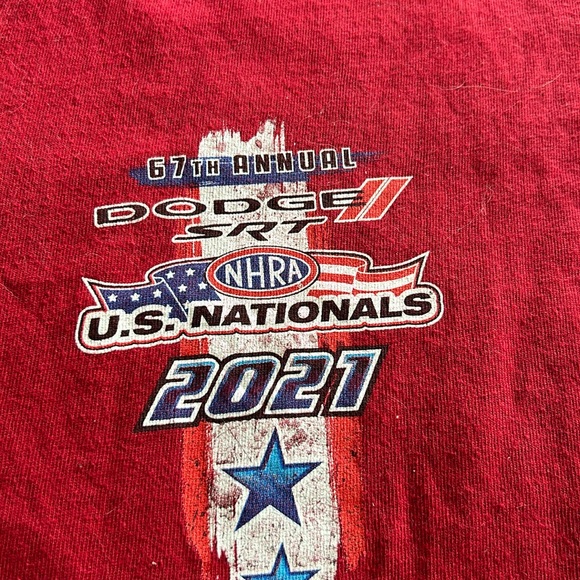 67TH ANNUAL
DODGE
SRT
NHRA
U.S. NATIONALS
2021